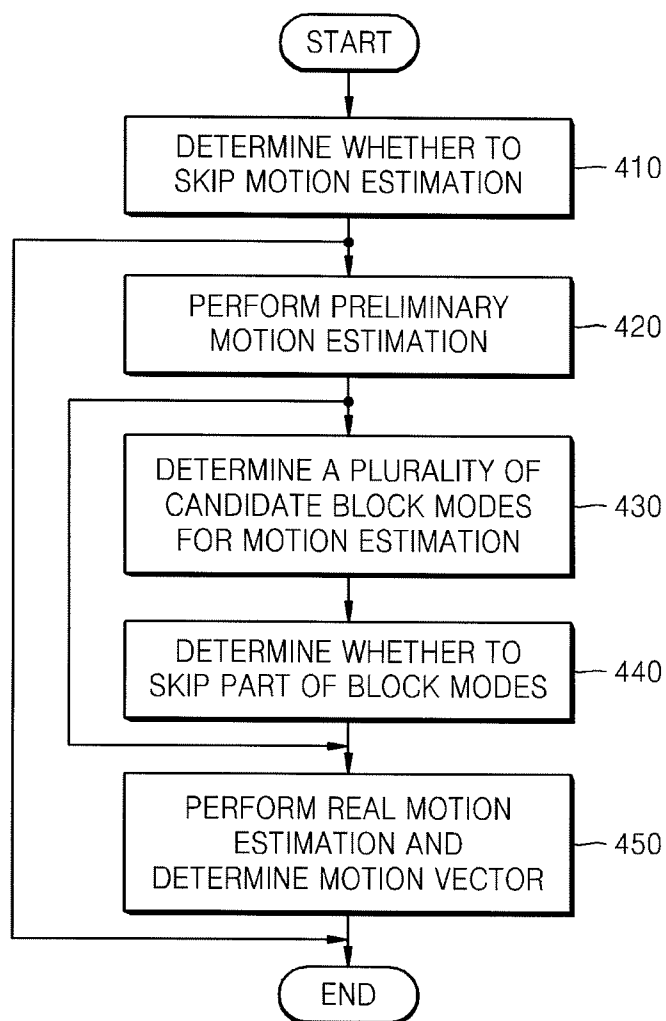 START
DETERMINE WHETHER TO
SKIP MOTION ESTIMATION
410
PERFORM PRELIMINARY
MOTION ESTIMATION
420
DETERMINE A PLURALITY OF
CANDIDATE BLOCK MODES
FOR MOTION ESTIMATION
430
DETERMINE WHETHER TO
SKIP PART OF BLOCK MODES
440
PERFORM REAL MOTION
ESTIMATION AND
DETERMINE MOTION VECTOR
450
END